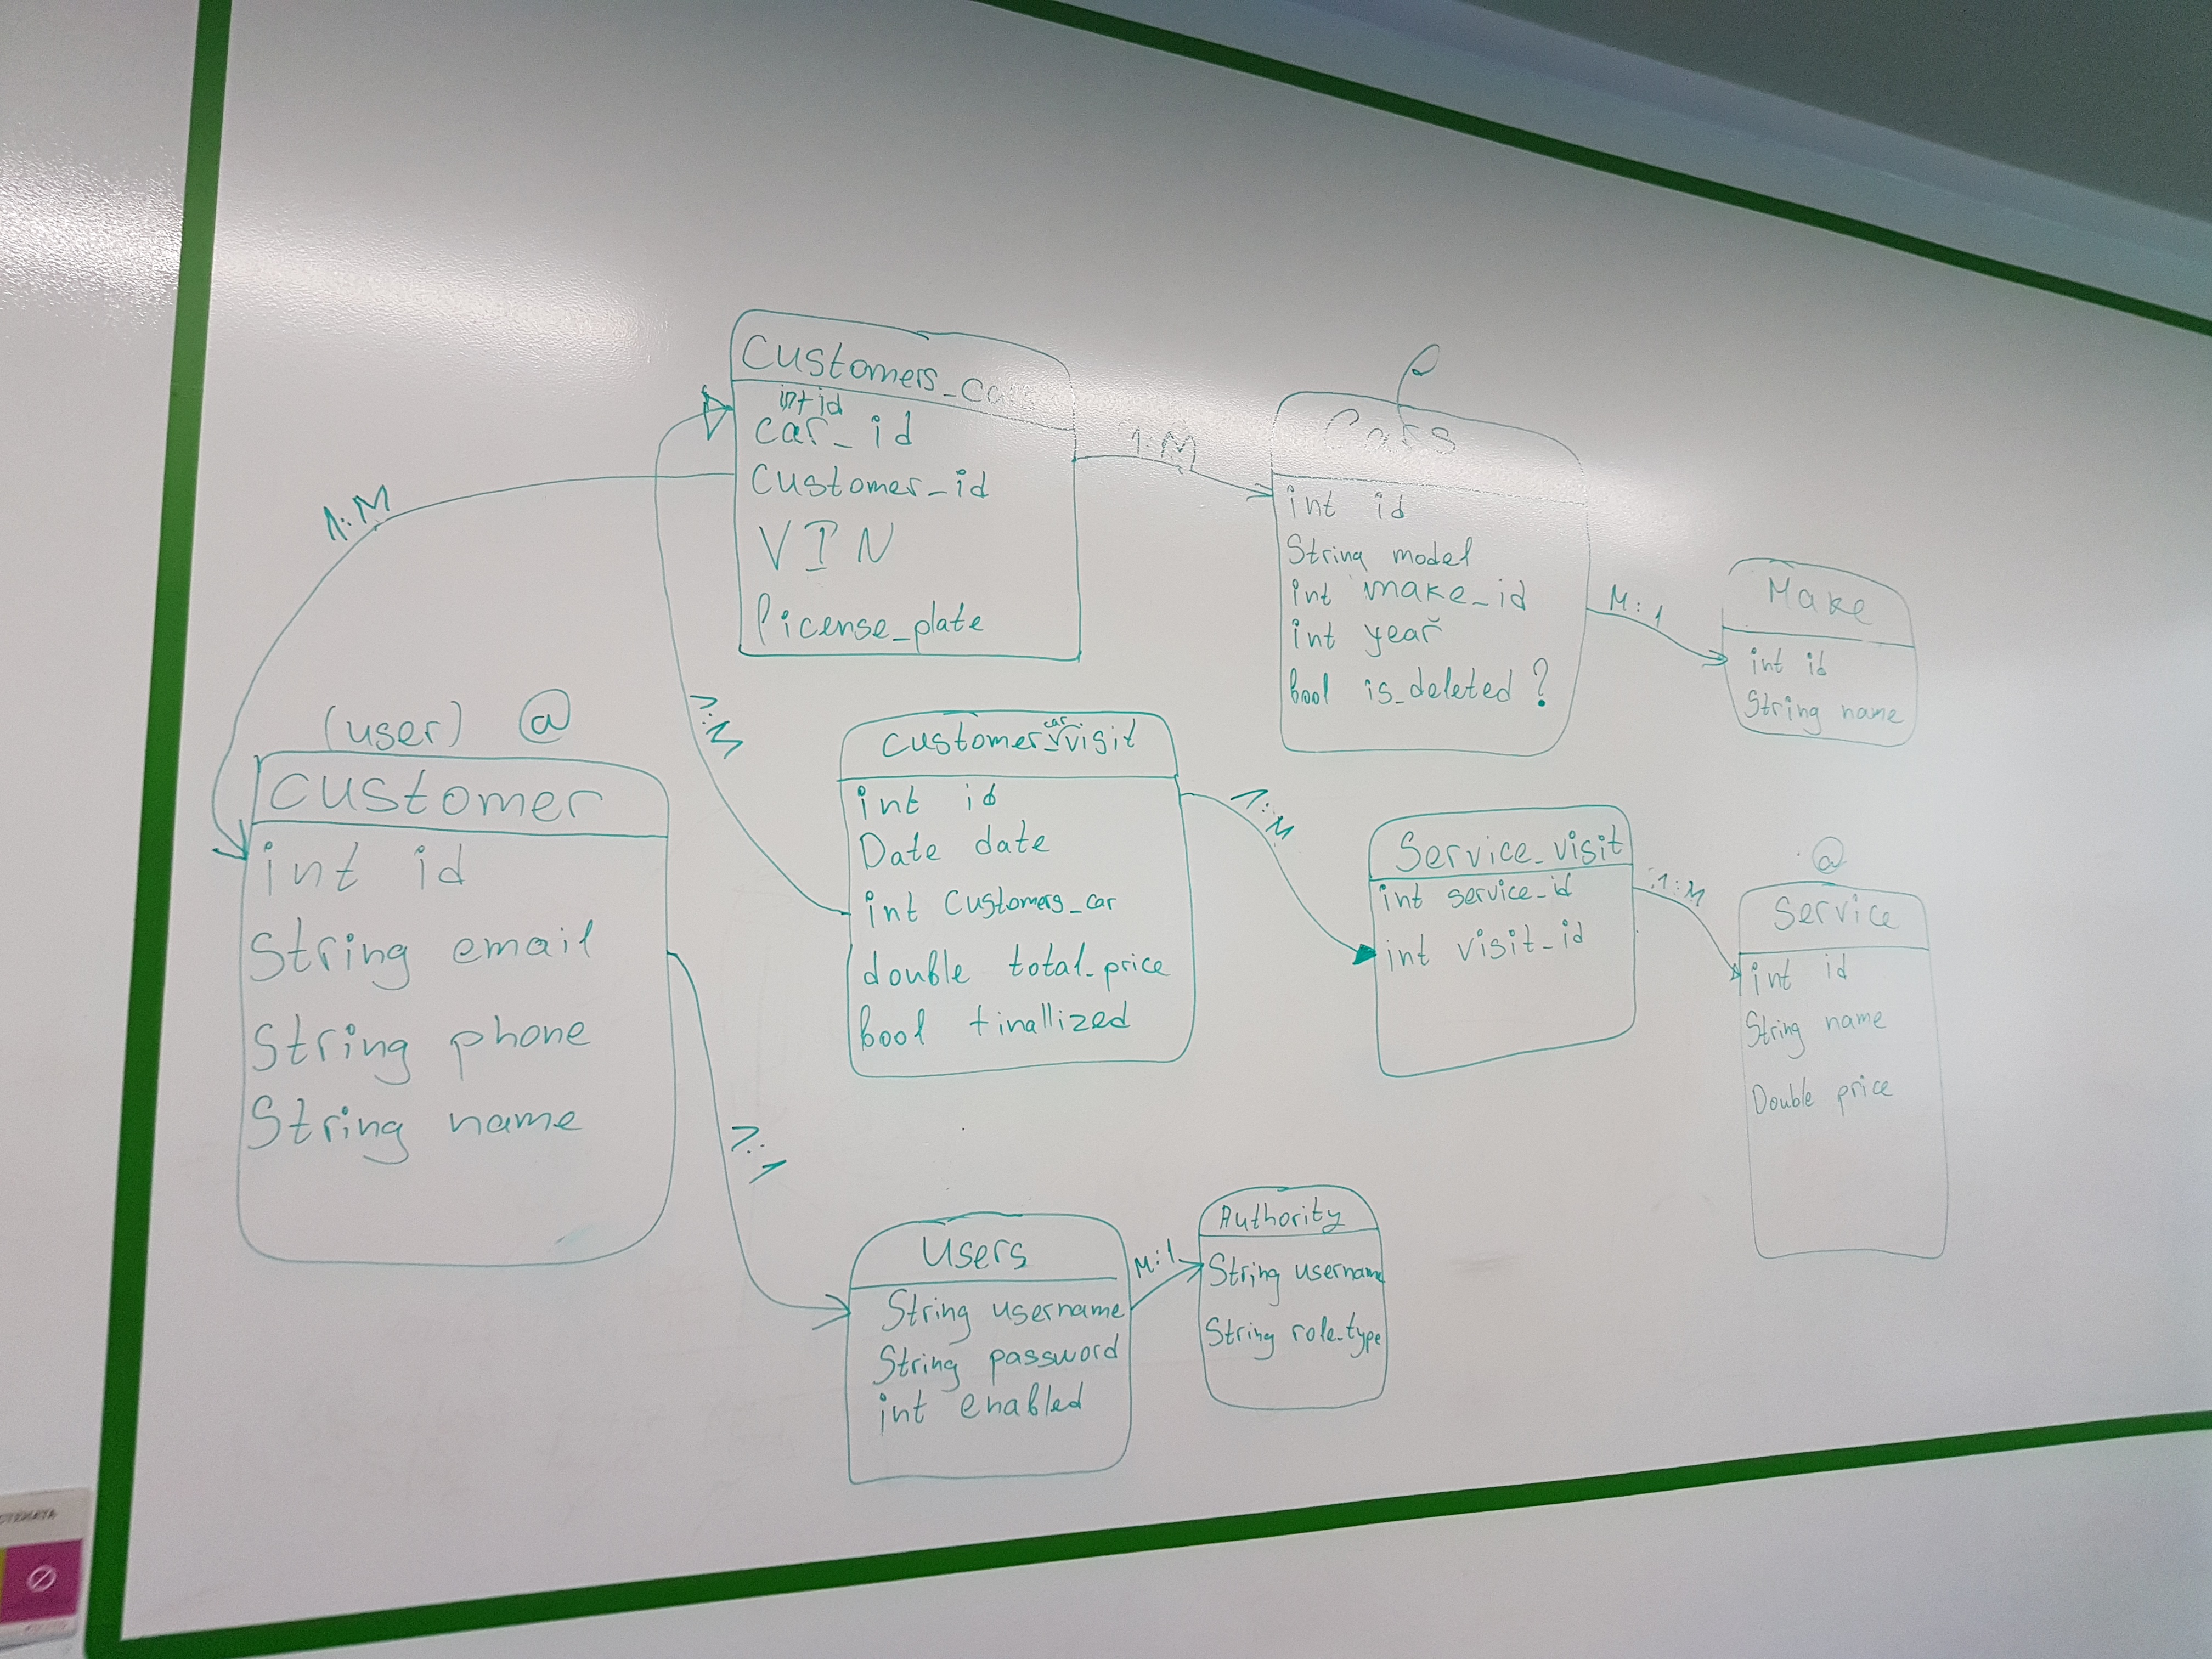 Customers_ca
int id
car_id
Customer_id
VIN
license_plate
1:M
1:M
Cars
int id
String model
int make_id
int year
bool is_deleted ?
M:1
Make
int id
String name
(user) @
customer
int id
String email
String phone
String name
1:M
customer_car visit
int id
Date date
int Customers_car
double total_price
bool finallized
1:M
Service_visit
int service_id
int visit_id
1:M
@
Service
int id
String name
Double price
1:1
Users
String username
String password
int enabled
M:1
Authority
String username
String role_type